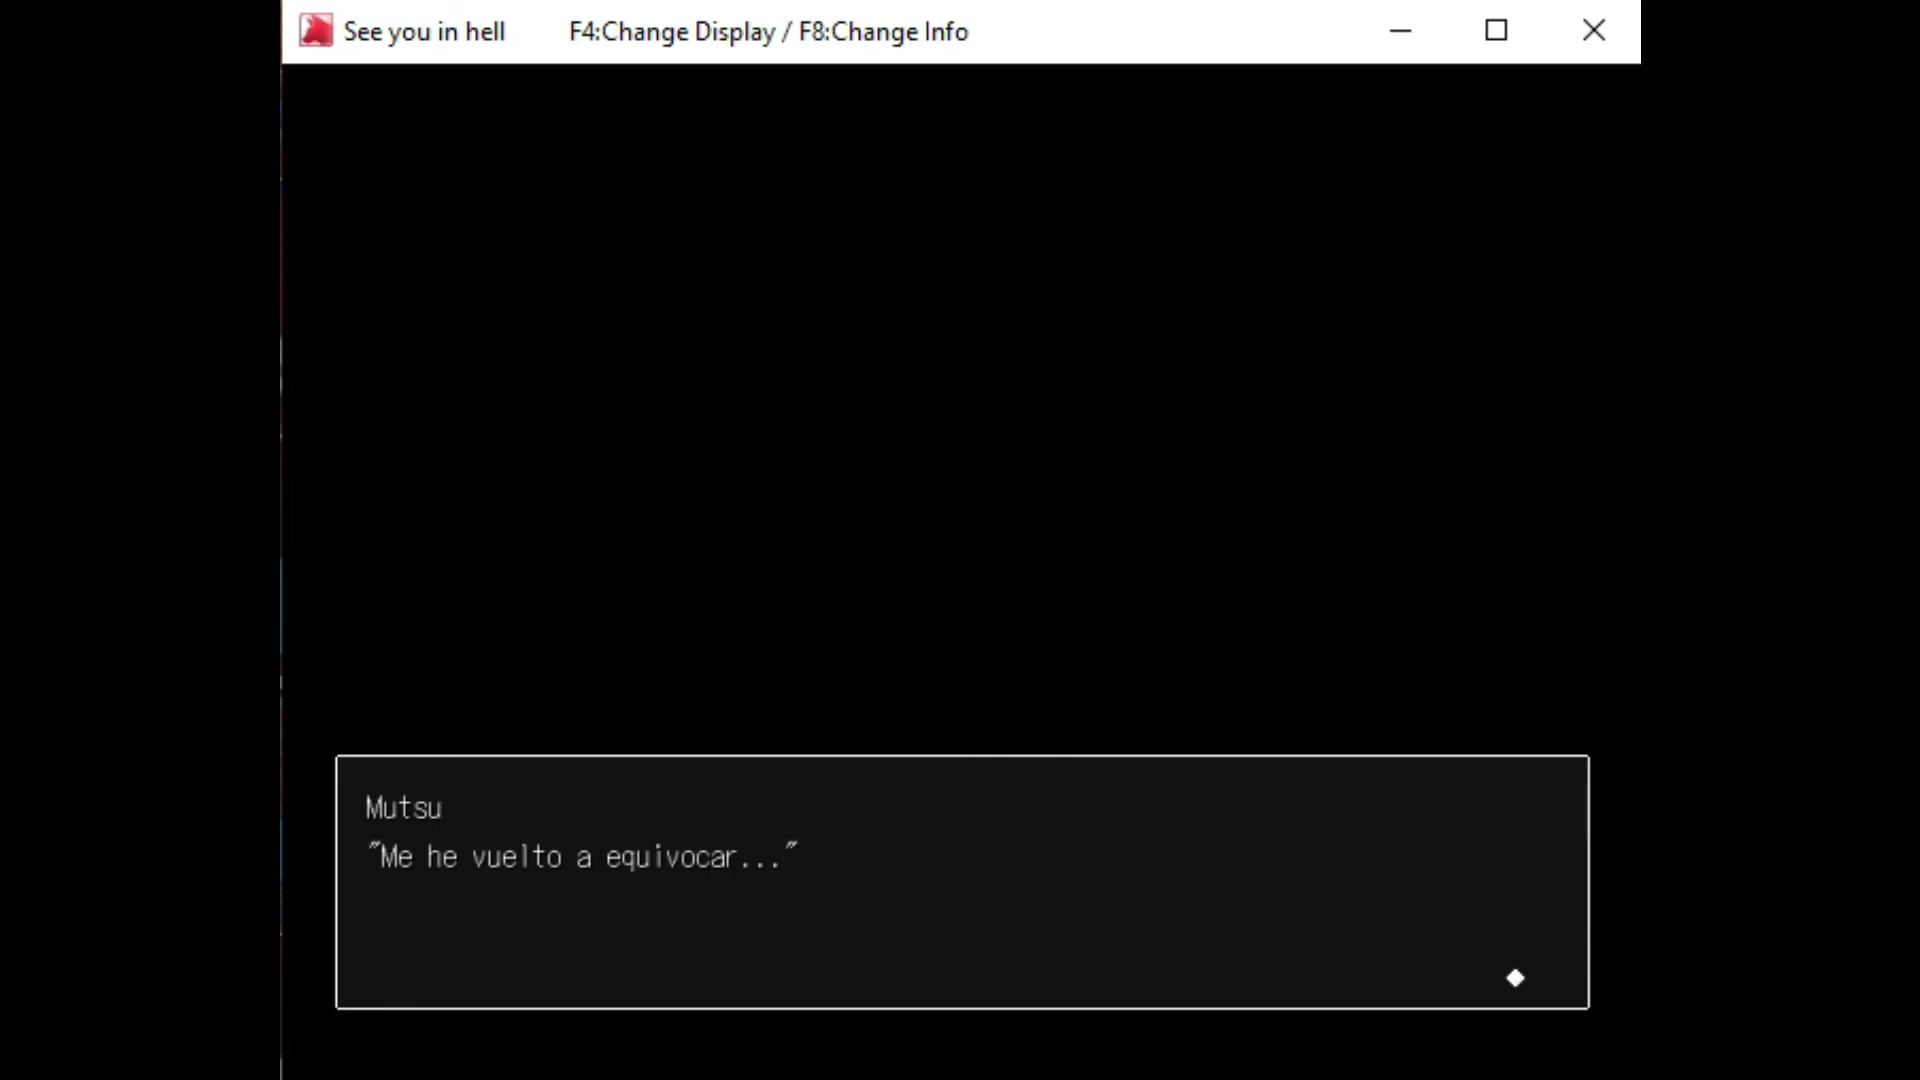 See you in hell F4:Change Display / F8:Change Info
Mutsu
"Me he vuelto a equivocar..."